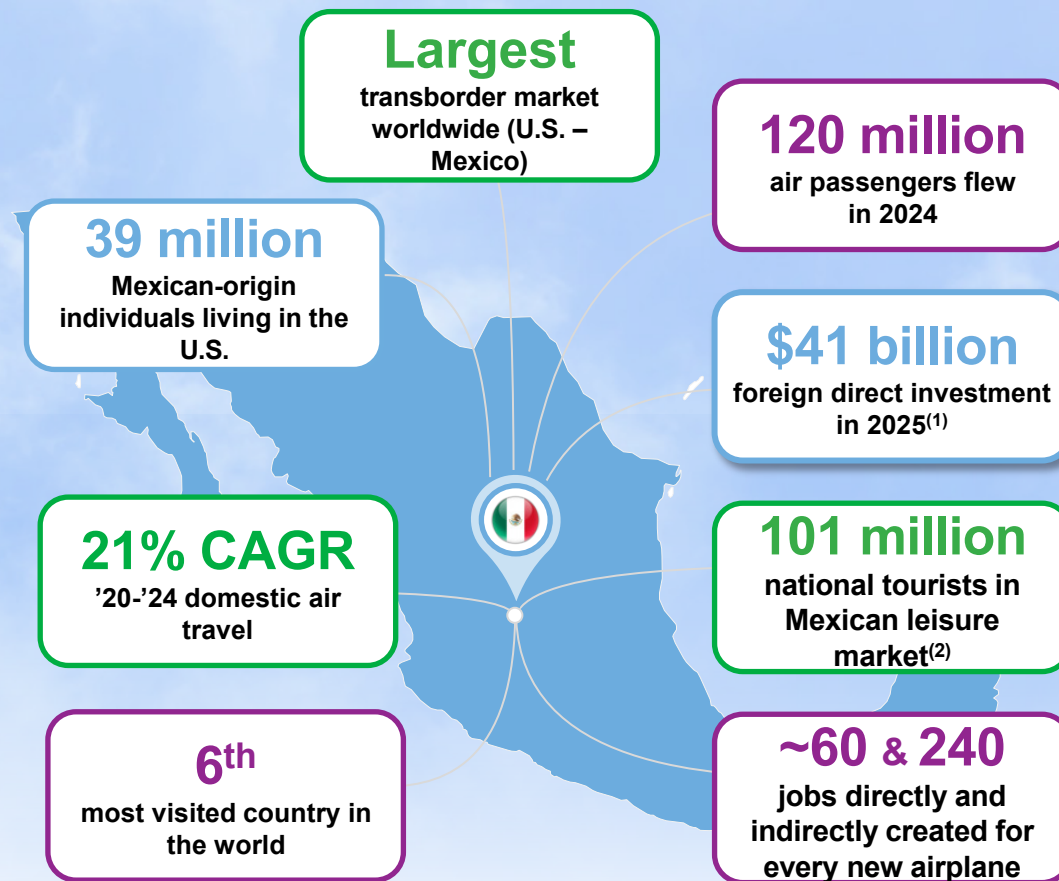 Largest
transborder market
worldwide (U.S. –
Mexico)
120 million
air passengers flew
in 2024
39 million
Mexican-origin
individuals living in the
U.S.
$41 billion
foreign direct investment
in 2025(1)
21% CAGR
’20-’24 domestic air
travel
101 million
national tourists in
Mexican leisure
market(2)
6th
most visited country in
the world
~60 & 240
jobs directly and
indirectly created for
every new airplane